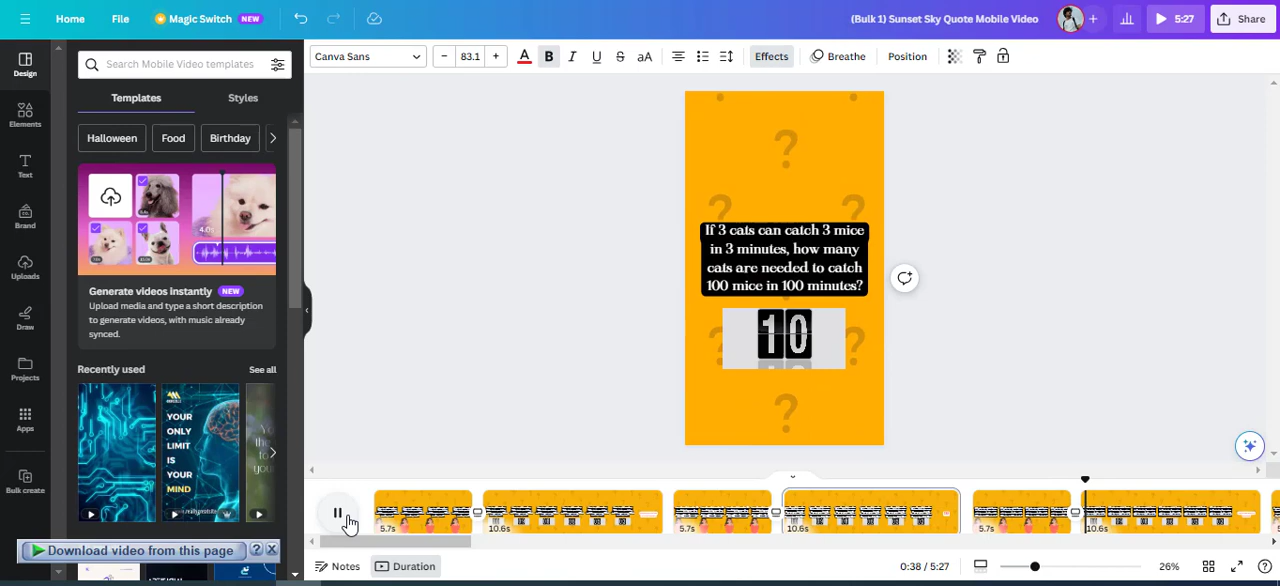 Home
File
Magic Switch NEW
(Bulk 1) Sunset Sky Quote Mobile Video
5:27
Share
Design
Elements
Text
Brand
Uploads
Draw
Projects
Apps
Bulk create
Search Mobile Video templates
Templates
Styles
Halloween
Food
Birthday
4.0s
Generate videos instantly NEW
Upload media and type a short description
to generate videos, with music already
synced.
Recently used
See all
YOUR
ONLY
LIMIT
IS
YOUR
MIND
Download video from this page
Canva Sans
83.1
A
B
I
U
S
aA
Effects
Breathe
Position
If 3 cats can catch 3 mice
in 3 minutes, how many
cats are needed to catch
100 mice in 100 minutes?
10
5.7s
10.6s
5.7s
10.6s
5.7s
10.6s
Notes
Duration
0:38 / 5:27
26%